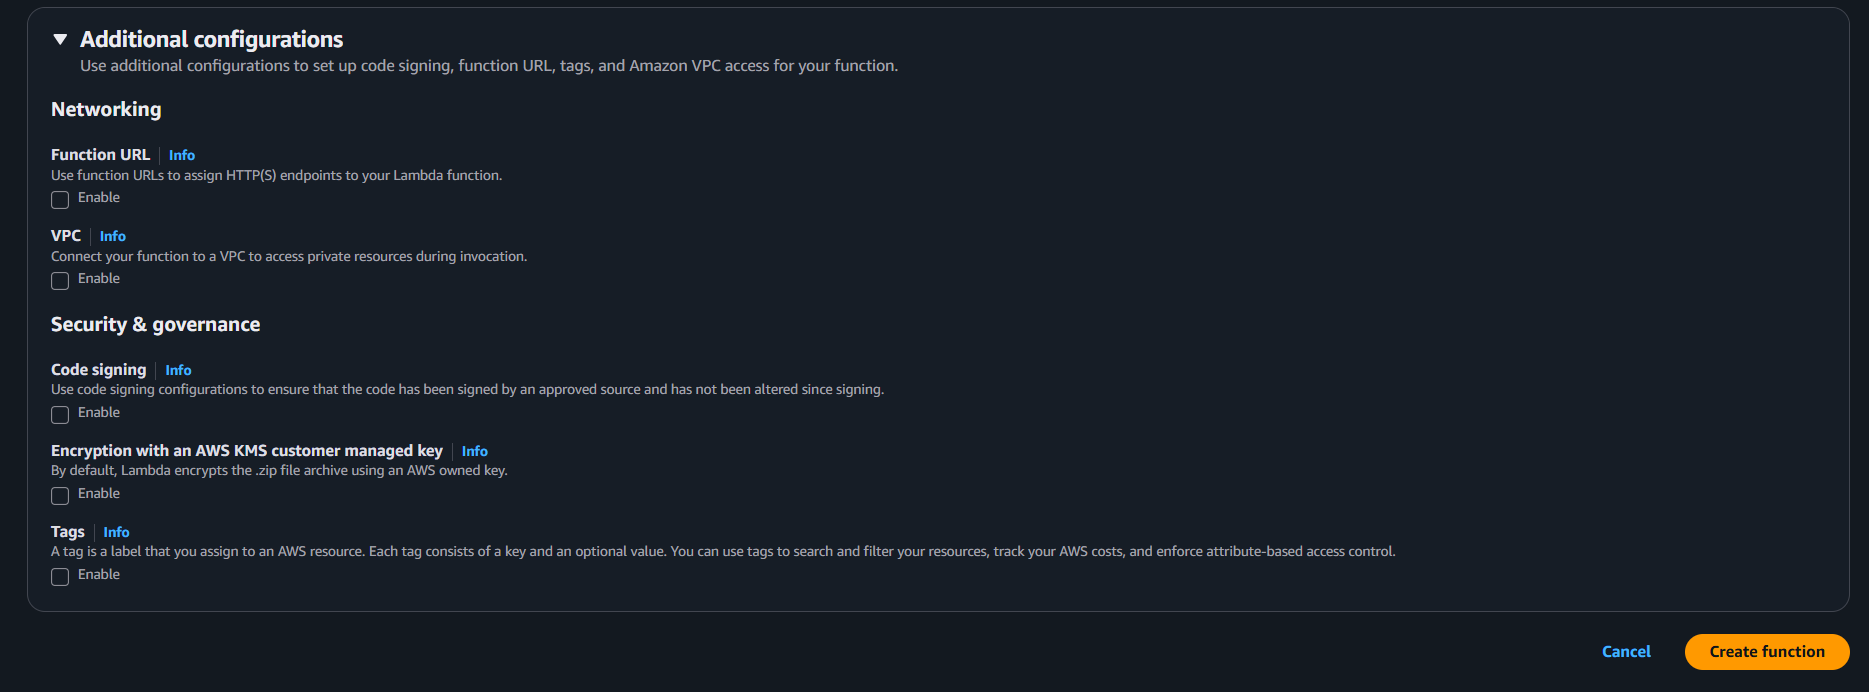 Additional configurations
Use additional configurations to set up code signing, function URL, tags, and Amazon VPC access for your function.
Networking
Function URL Info
Use function URLs to assign HTTP(S) endpoints to your Lambda function.
Enable
VPC Info
Connect your function to a VPC to access private resources during invocation.
Enable
Security & governance
Code signing Info
Use code signing configurations to ensure that the code has been signed by an approved source and has not been altered since signing.
Enable
Encryption with an AWS KMS customer managed key Info
By default, Lambda encrypts the .zip file archive using an AWS owned key.
Enable
Tags Info
A tag is a label that you assign to an AWS resource. Each tag consists of a key and an optional value. You can use tags to search and filter your resources, track your AWS costs, and enforce attribute-based access control.
Enable
Cancel Create function